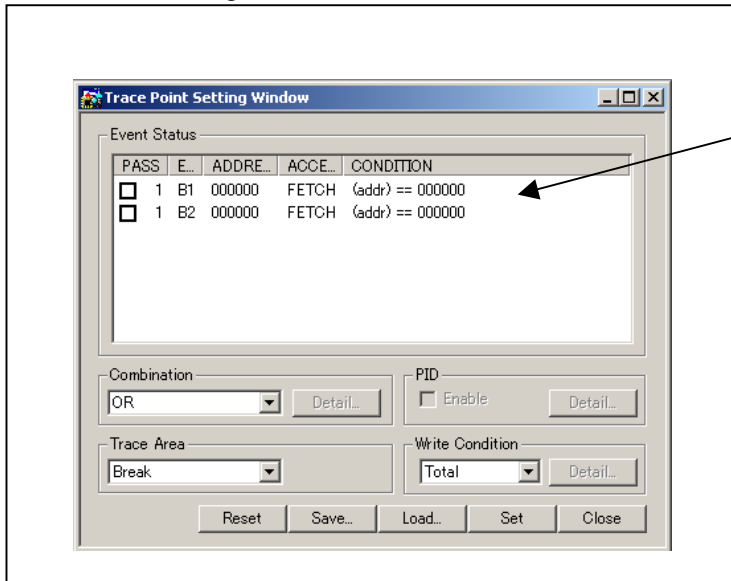 Trace Point Setting Window
Event Status
PASS E... ADDRE... ACCE... CONDITION
1 B1 000000 FETCH (addr) == 000000
1 B2 000000 FETCH (addr) == 000000
Combination
OR Detail...
PID
Enable Detail...
Trace Area
Break
Write Condition
Total Detail...
Reset Save... Load... Set Close